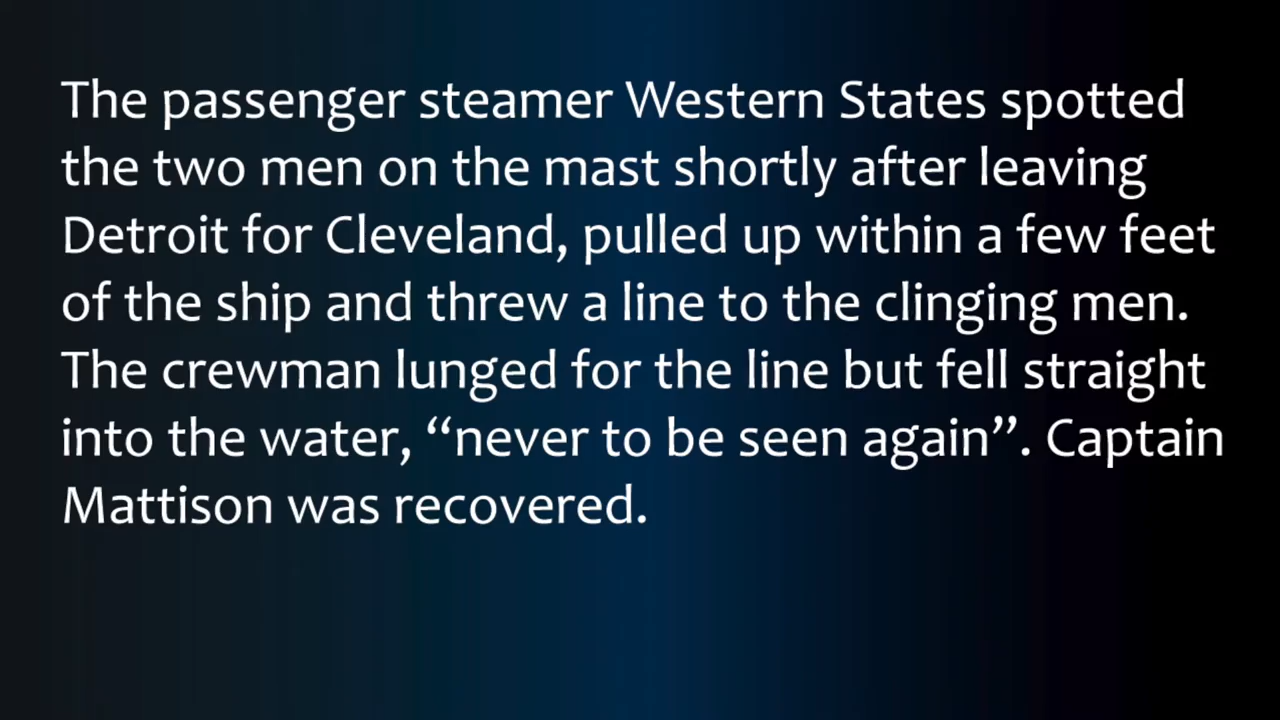 The passenger steamer Western States spotted
the two men on the mast shortly after leaving
Detroit for Cleveland, pulled up within a few feet
of the ship and threw a line to the clinging men.
The crewman lunged for the line but fell straight
into the water, “never to be seen again”. Captain
Mattison was recovered.